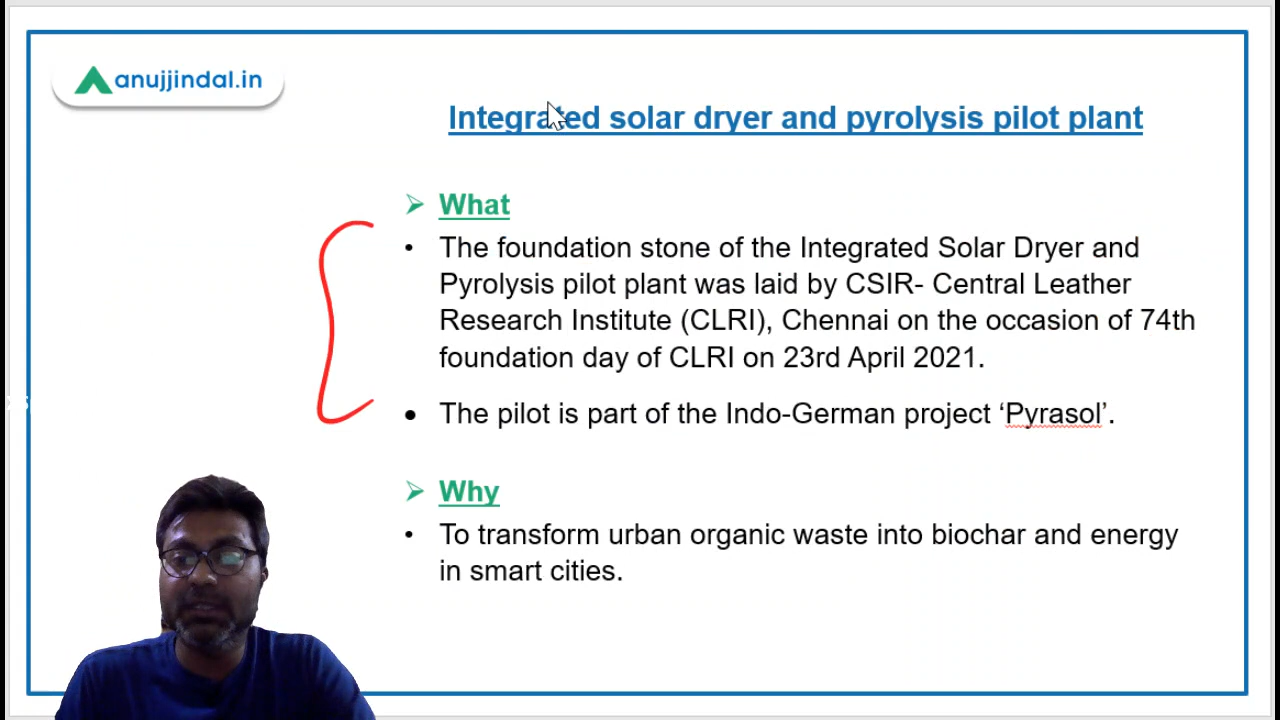 anujjindal.in
Integrated solar dryer and pyrolysis pilot plant
What
The foundation stone of the Integrated Solar Dryer and
Pyrolysis pilot plant was laid by CSIR- Central Leather
Research Institute (CLRI), Chennai on the occasion of 74th
foundation day of CLRI on 23rd April 2021.
The pilot is part of the Indo-German project ‘Pyrasol’.
Why
To transform urban organic waste into biochar and energy
in smart cities.